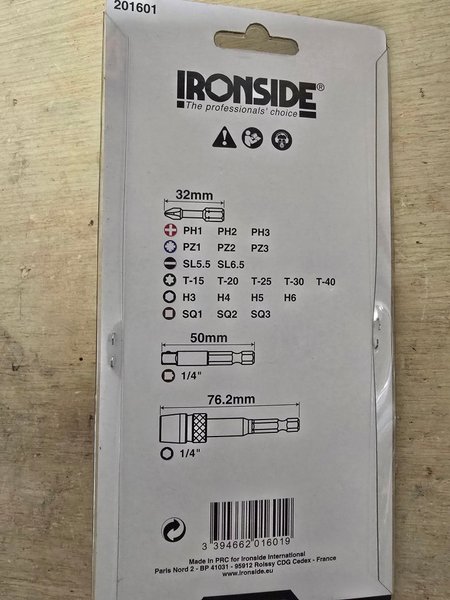 201601
IRONSIDE®
The professionals' choice
32mm
PH1 PH2 PH3
PZ1 PZ2 PZ3
SL5.5 SL6.5
T-15 T-20 T-25 T-30 T-40
H3 H4 H5 H6
SQ1 SQ2 SQ3
50mm
1/4"
76.2mm
1/4"
3 394662 016019
Made in PRC for Ironside International
Paris Nord 2 - BP 41031 - 95912 Roissy CDG Cedex - France
www.ironside.eu